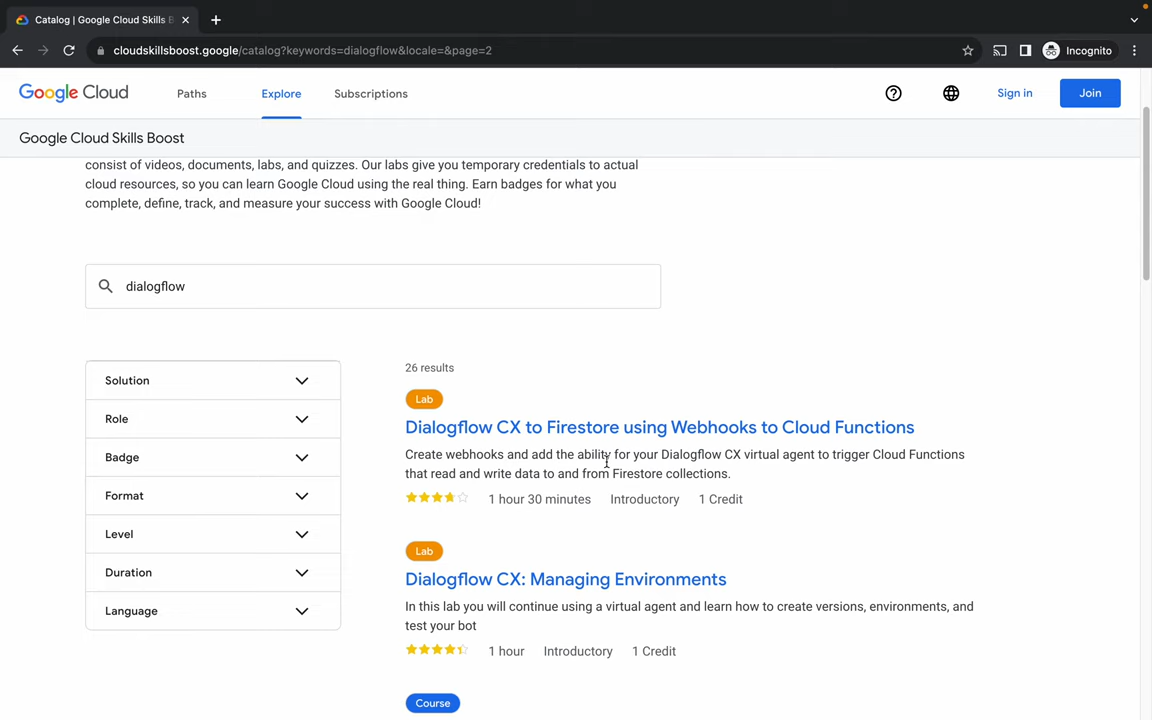 Catalog | Google Cloud Skills B
cloudskillsboost.google/catalog?keywords=dialogflow&locale=&page=2
Incognito
Google Cloud
Paths
Explore
Subscriptions
Sign in
Join
Google Cloud Skills Boost
consist of videos, documents, labs, and quizzes. Our labs give you temporary credentials to actual
cloud resources, so you can learn Google Cloud using the real thing. Earn badges for what you
complete, define, track, and measure your success with Google Cloud!
dialogflow
Solution
Role
Badge
Format
Level
Duration
Language
26 results
Lab
Dialogflow CX to Firestore using Webhooks to Cloud Functions
Create webhooks and add the ability for your Dialogflow CX virtual agent to trigger Cloud Functions
that read and write data to and from Firestore collections.
1 hour 30 minutes Introductory 1 Credit
Lab
Dialogflow CX: Managing Environments
In this lab you will continue using a virtual agent and learn how to create versions, environments, and
test your bot
1 hour Introductory 1 Credit
Course